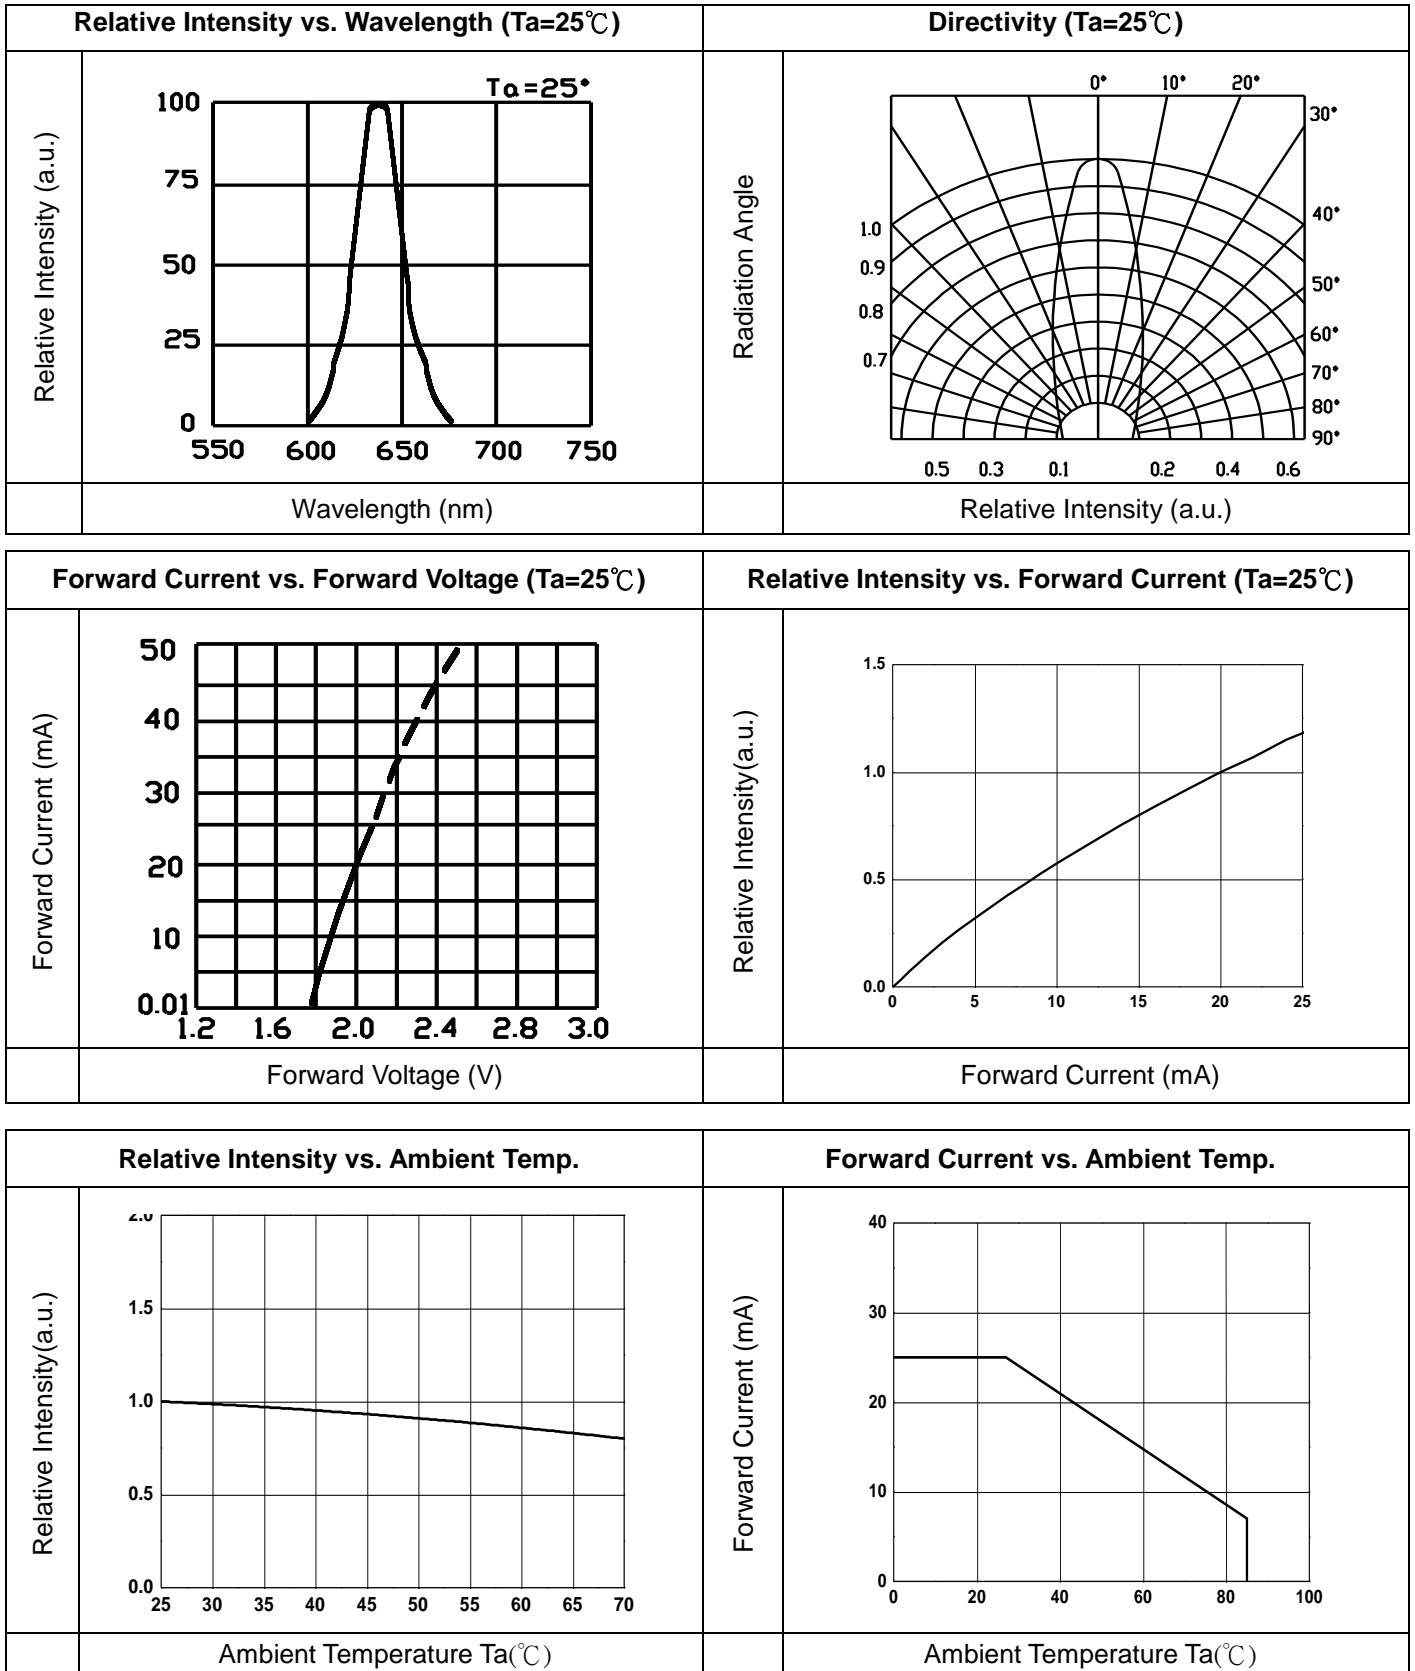 Relative Intensity vs. Wavelength (Ta=25℃)
Directivity (Ta=25℃)
Relative Intensity (a.u.)
Ta=25°
100
75
50
25
0
550 600 650 700 750
Wavelength (nm)
Radiation Angle
0° 10° 20°
30°
40°
50°
60°
70°
80°
90°
1.0
0.9
0.8
0.7
0.5 0.3 0.1 0.2 0.4 0.6
Relative Intensity (a.u.)
Forward Current vs. Forward Voltage (Ta=25℃)
Relative Intensity vs. Forward Current (Ta=25℃)
Forward Current (mA)
50
40
30
20
10
0.01
1.2 1.6 2.0 2.4 2.8 3.0
Forward Voltage (V)
Relative Intensity(a.u.)
1.5
1.0
0.5
0.0
0 5 10 15 20 25
Forward Current (mA)
Relative Intensity vs. Ambient Temp.
Forward Current vs. Ambient Temp.
Relative Intensity(a.u.)
2.0
1.5
1.0
0.5
0.0
25 30 35 40 45 50 55 60 65 70
Ambient Temperature Ta(℃)
Forward Current (mA)
40
30
20
10
0
0 20 40 60 80 100
Ambient Temperature Ta(℃)